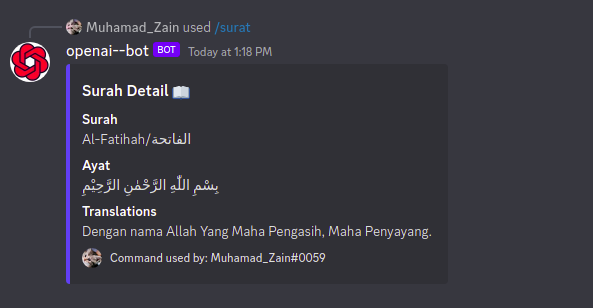 Muhamad_Zain used /surat
openai--bot BOT Today at 1:18 PM
Surah Detail 📖
Surah
Al-Fatihah/الفاتحة
Ayat
بِسْمِ اللّٰهِ الرَّحْمٰنِ الرَّحِيْمِ
Translations
Dengan nama Allah Yang Maha Pengasih, Maha Penyayang.
Command used by: Muhamad_Zain#0059